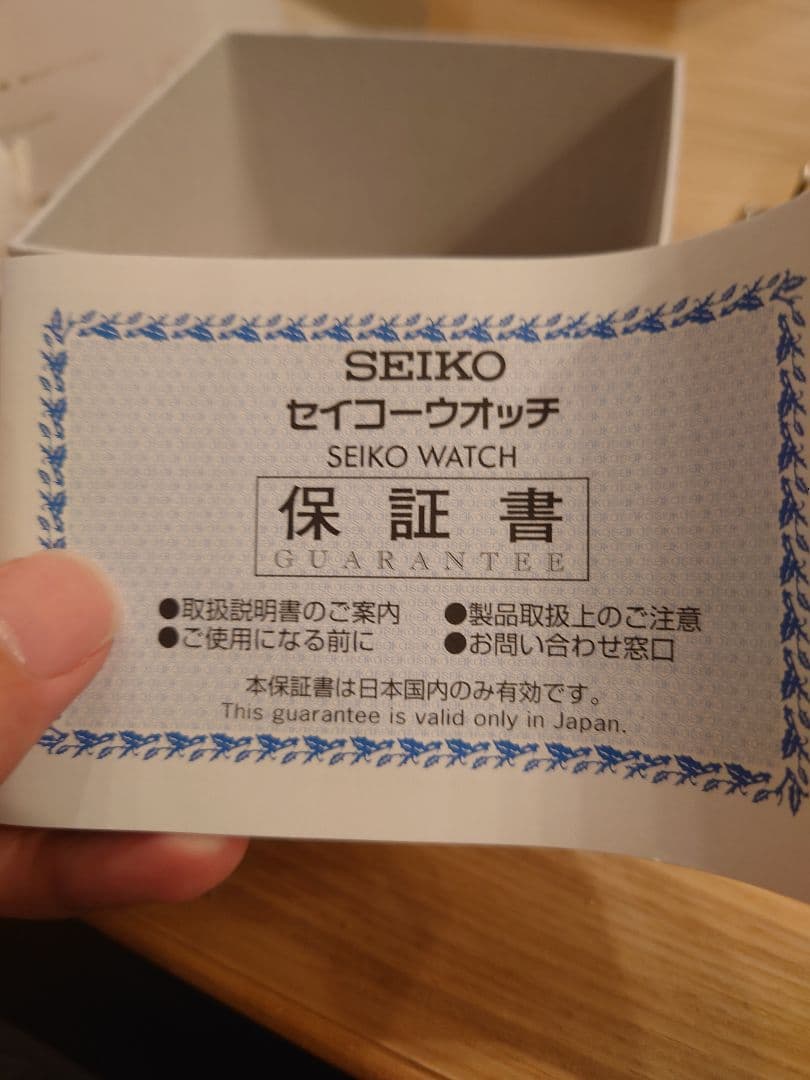 SEIKO
セイコーウオッチ
SEIKO WATCH
保証書
GUARANTEE
●取扱説明書のご案内 ●製品取扱上のご注意
●ご使用になる前に ●お問い合わせ窓口
本保証書は日本国内のみ有効です。
This guarantee is valid only in Japan.